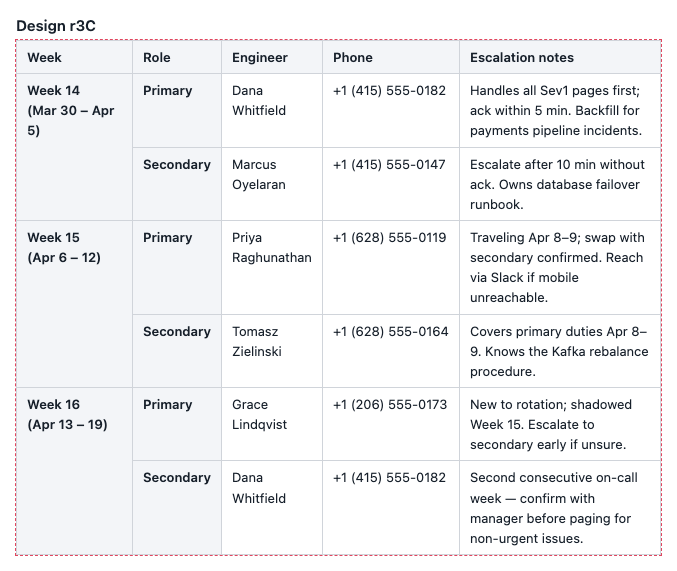 Design r3C
Week Role Engineer Phone Escalation notes
Week 14
(Mar 30 – Apr
5)
Primary
Dana
Whitfield
+1 (415) 555-0182
Handles all Sev1 pages first;
ack within 5 min. Backfill for
payments pipeline incidents.
Secondary
Marcus
Oyelaran
+1 (415) 555-0147
Escalate after 10 min without
ack. Owns database failover
runbook.
Week 15
(Apr 6 – 12)
Primary
Priya
Raghunathan
+1 (628) 555-0119
Traveling Apr 8–9; swap with
secondary confirmed. Reach
via Slack if mobile
unreachable.
Secondary
Tomasz
Zielinski
+1 (628) 555-0164
Covers primary duties Apr 8–
9. Knows the Kafka rebalance
procedure.
Week 16
(Apr 13 – 19)
Primary
Grace
Lindqvist
+1 (206) 555-0173
New to rotation; shadowed
Week 15. Escalate to
secondary early if unsure.
Secondary
Dana
Whitfield
+1 (415) 555-0182
Second consecutive on-call
week — confirm with
manager before paging for
non-urgent issues.